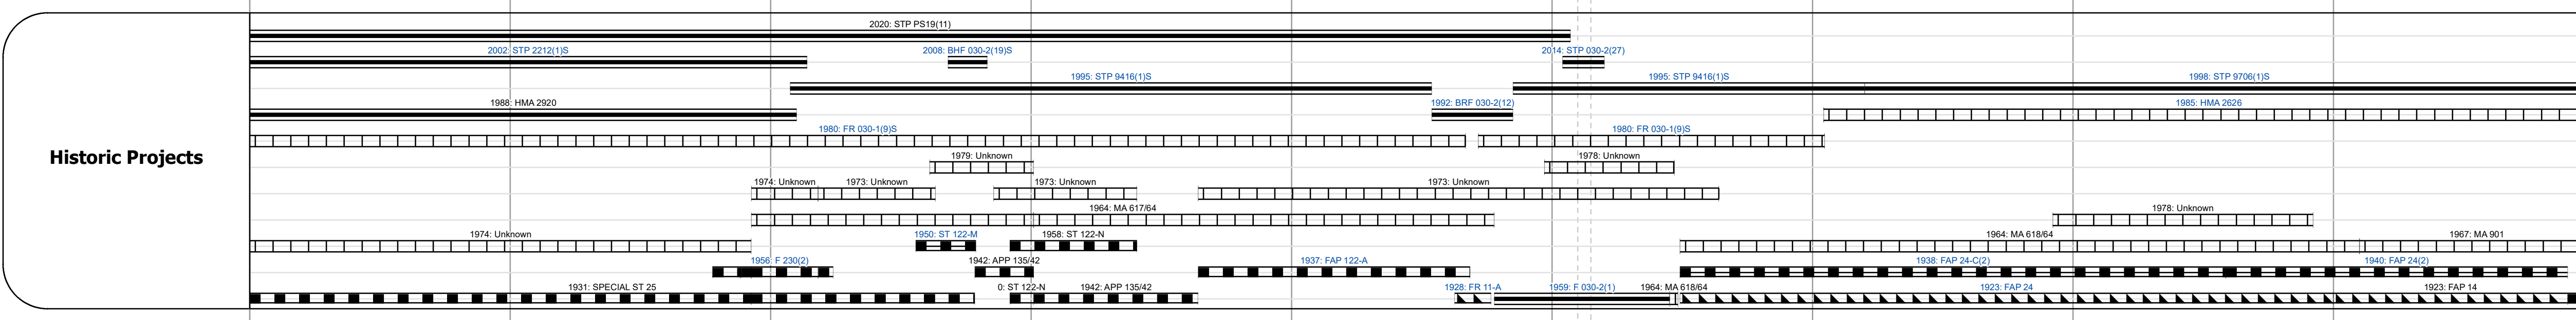 2020: STP PS19(11)
2002: STP 2212(1)S 2008: BHF 030-2(19)S 2014: STP 030-2(27)
1995: STP 9416(1)S 1995: STP 9416(1)S 1998: STP 9706(1)S
1988: HMA 2920 1992: BRF 030-2(12) 1985: HMA 2626
1980: FR 030-1(9)S 1980: FR 030-1(9)S
Historic Projects
1979: Unknown 1978: Unknown
1974: Unknown 1973: Unknown 1973: Unknown 1973: Unknown
1964: MA 617/64 1978: Unknown
1974: Unknown 1950: ST 122-M 1958: ST 122-N 1964: MA 618/64 1967: MA 901
1956: F 230(2) 1942: APP 135/42 1937: FAP 122-A 1938: FAP 24-C(2) 1940: FAP 24(2)
1931: SPECIAL ST 25 0: ST 122-N 1942: APP 135/42 1928: FR 11-A 1959: F 030-2(1) 1964: MA 618/64 1923: FAP 24 1923: FAP 14